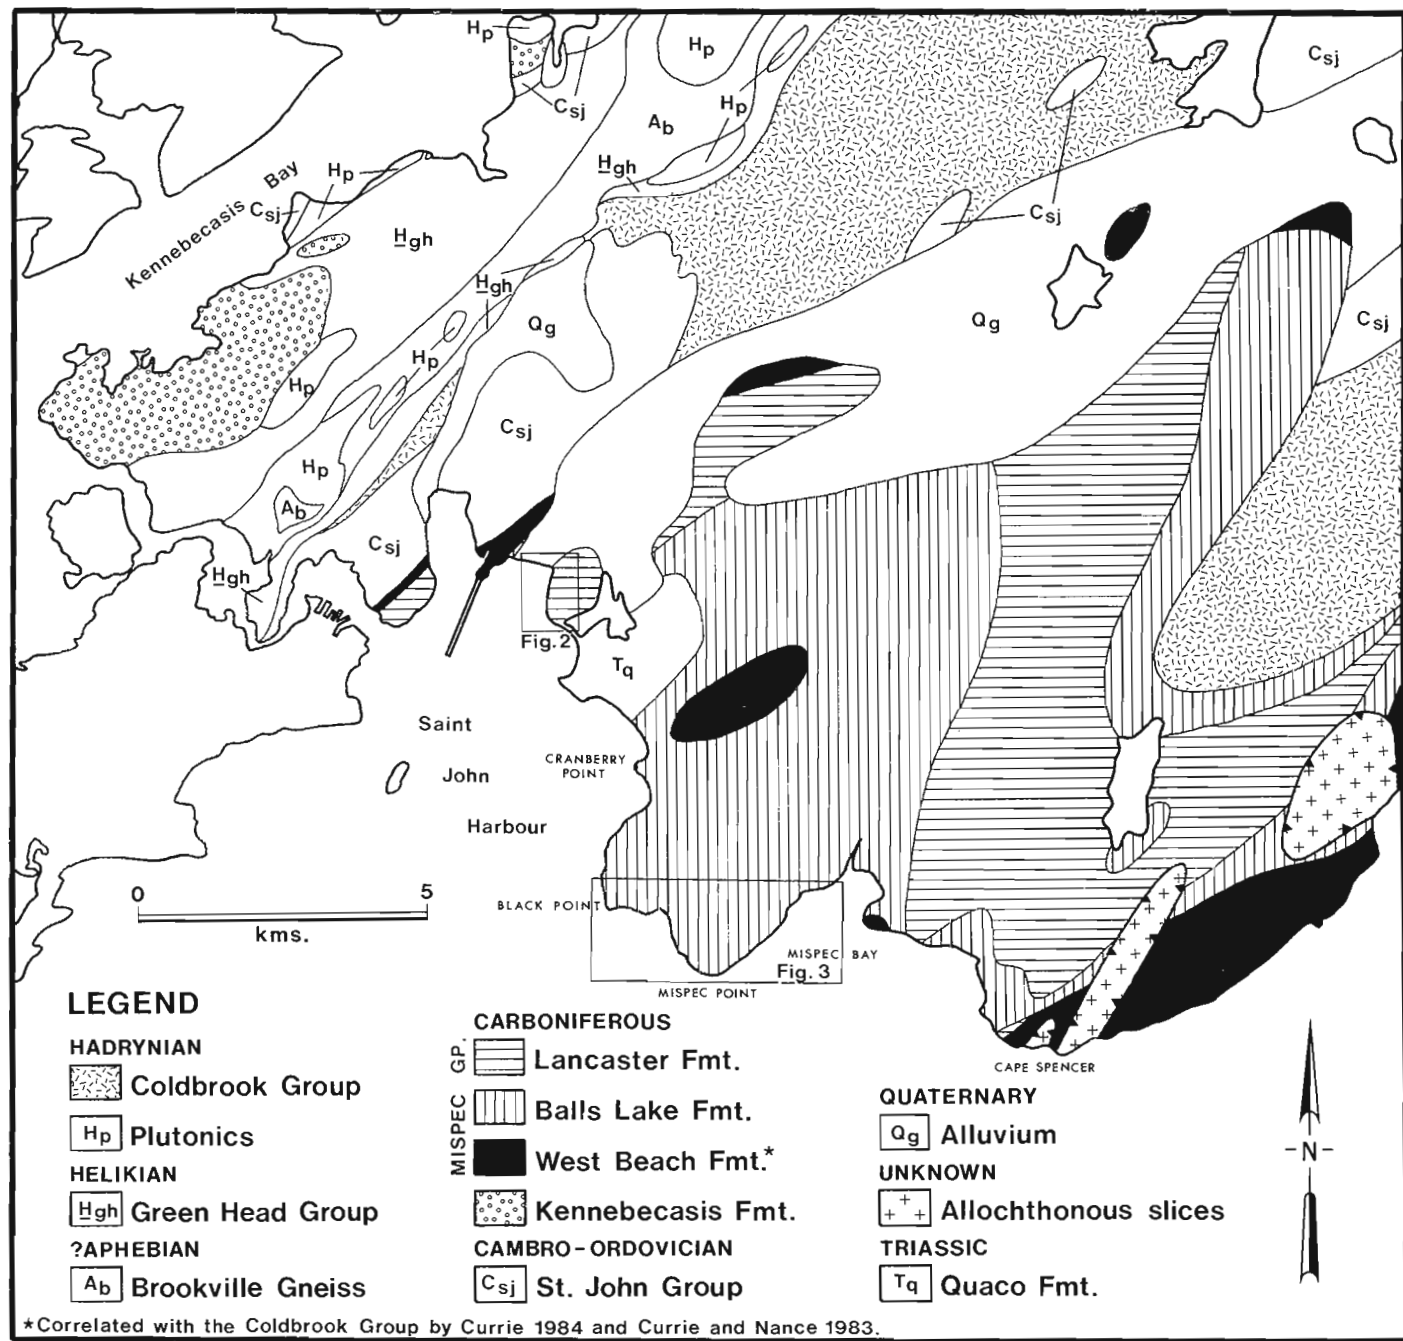 Hp
Hp
Csj
Csj
Ab
Hp
Hgh
Kennebecasis Bay
Hp
Csj
Hgh
Csj
Hgh
Qg
Qg
Csj
Hp
Hp
Csj
Hp
Ab
Csj
Hgh
Fig.2
Tq
Saint
John
Harbour
CRANBERRY
POINT
0 5
kms.
BLACK POINT
MISPEC BAY
Fig.3
MISPEC POINT
CAPE SPENCER
LEGEND
HADRYNIAN
Coldbrook Group
Hp Plutonics
HELIKIAN
Hgh Green Head Group
?APHEBIAN
Ab Brookville Gneiss
CARBONIFEROUS
MISPEC GP.
Lancaster Fmt.
Balls Lake Fmt.
West Beach Fmt.*
Kennebecasis Fmt.
CAMBRO-ORDOVICIAN
Csj St. John Group
QUATERNARY
Qg Alluvium
UNKNOWN
Allochthonous slices
TRIASSIC
Tq Quaco Fmt.
-N-
*Correlated with the Coldbrook Group by Currie 1984 and Currie and Nance 1983.